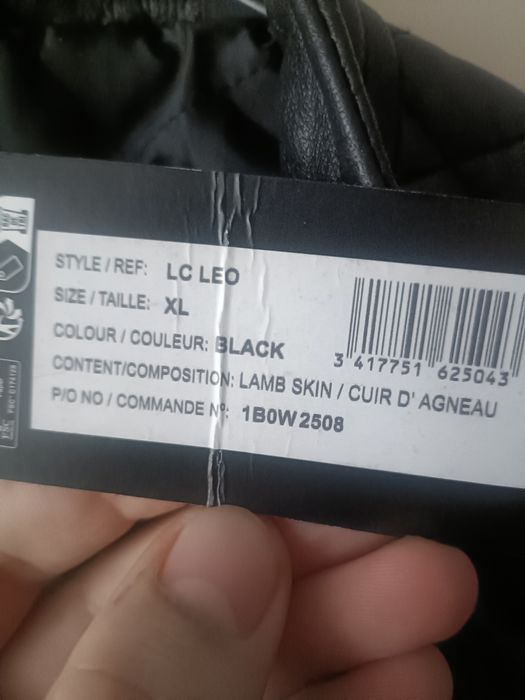 STYLE / REF: LC LEO
SIZE / TAILLE: XL
COLOUR / COULEUR: BLACK
CONTENT/COMPOSITION: LAMB SKIN / CUIR D' AGNEAU
P/O NO / COMMANDE Nº: 1B0W2508
3 417751 625043